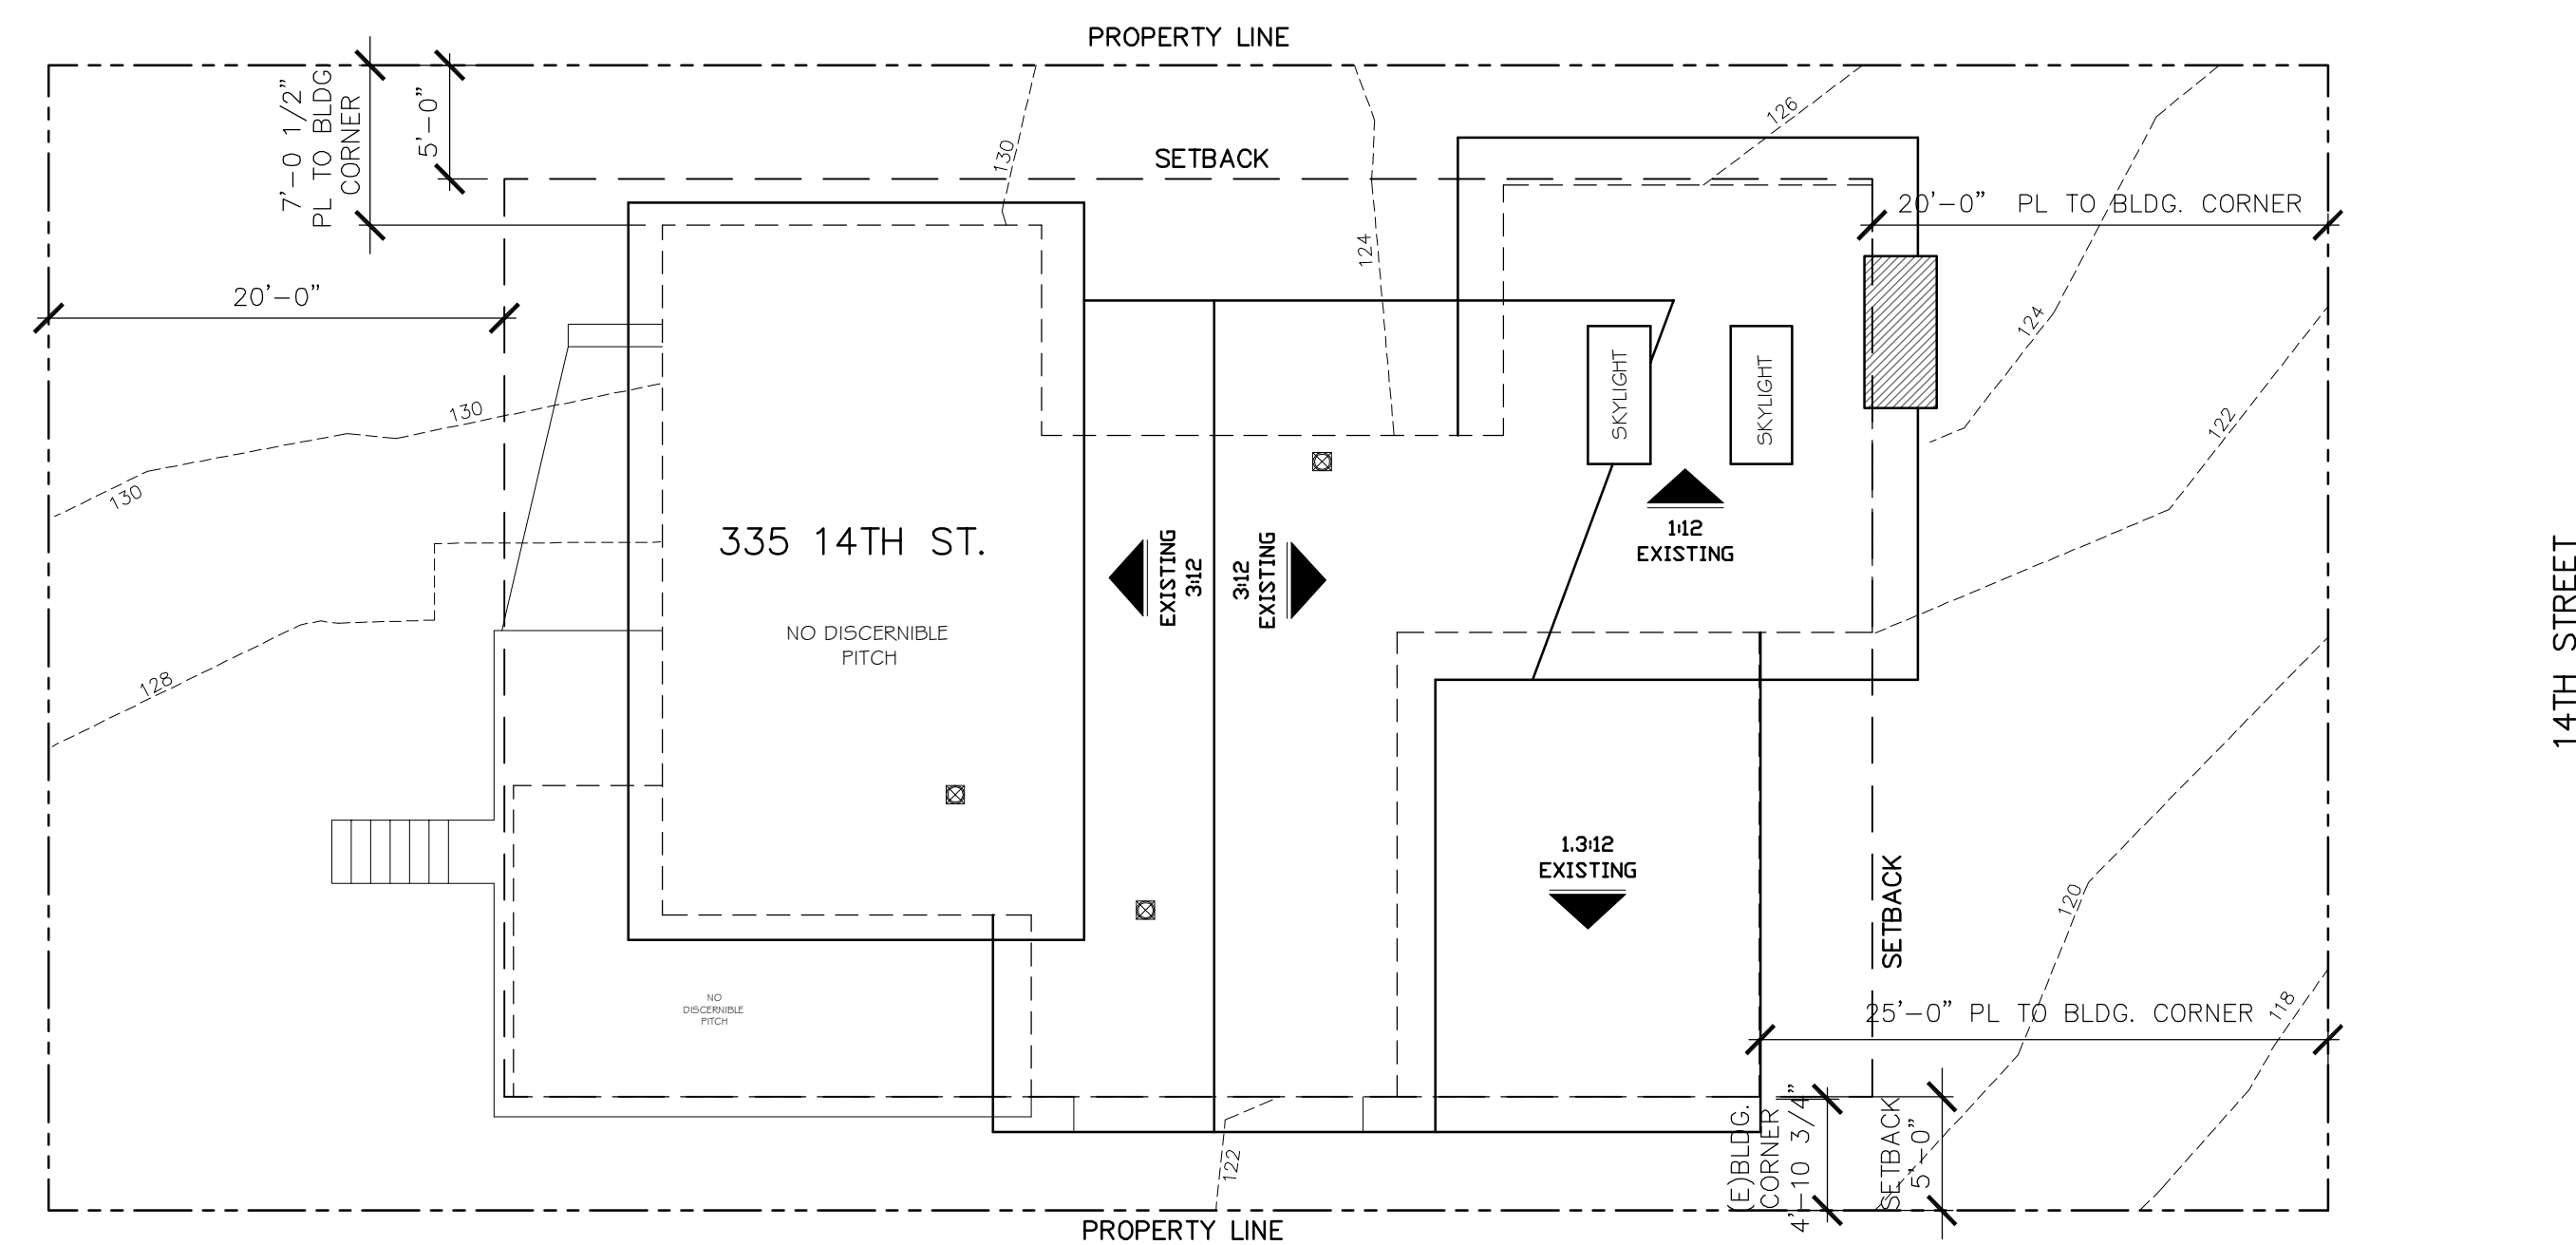 PROPERTY LINE
7'-0 1/2"
PL TO BLDG
CORNER
5'-0"
SETBACK
130
124
126
20'-0" PL TO BLDG. CORNER
20'-0"
130
130
128
335 14TH ST.
NO DISCERNIBLE
PITCH
EXISTING
3:12
3:12
EXISTING
SKYLIGHT
SKYLIGHT
1:12
EXISTING
124
122
14TH STREET
1.3:12
EXISTING
SETBACK
120
118
NO
DISCERNIBLE
PITCH
25'-0" PL TO BLDG. CORNER
122
(E)BLDG.
CORNER
4'-10 3/4"
SETBACK
5'-0"
PROPERTY LINE